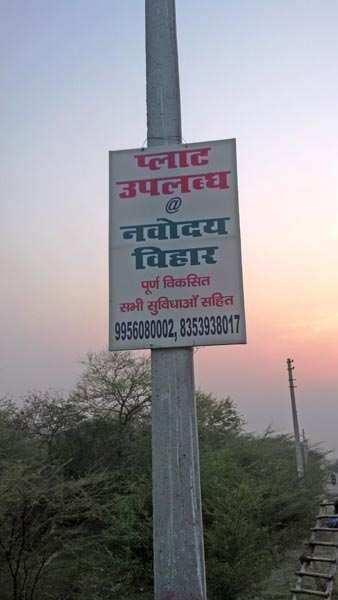 प्लाट
उपलब्ध
@
नवोदय
विहार
पूर्ण विकसित
सभी सुविधाओं सहित
9956080002, 8353938017